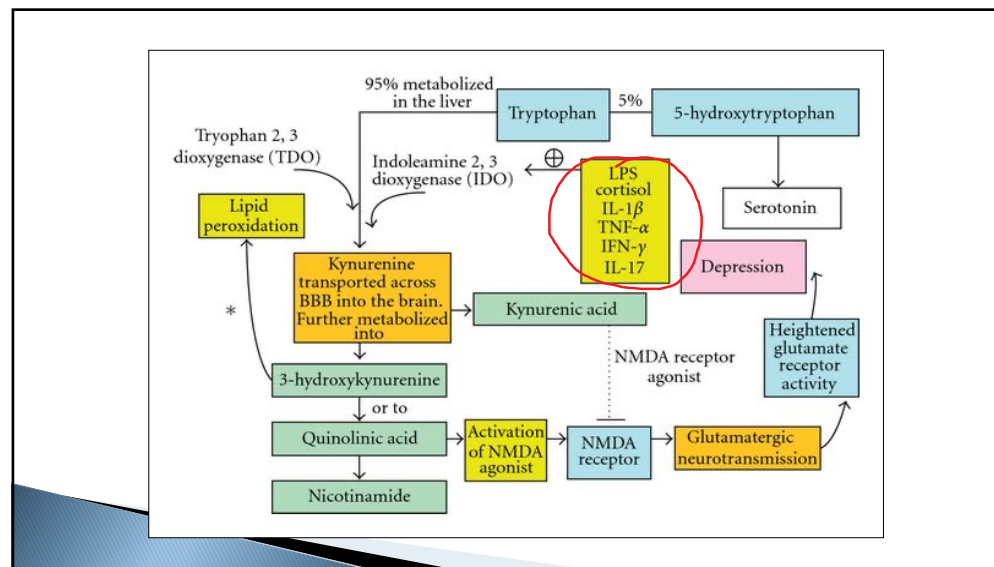 95% metabolized
in the liver
Tryptophan
5%
5-hydroxytryptophan
Tryophan 2, 3
dioxygenase (TDO)
Indoleamine 2, 3
dioxygenase (IDO)
LPS
cortisol
IL-1β
TNF-α
IFN-γ
IL-17
Serotonin
Lipid
peroxidation
Depression
Kynurenine
transported across
BBB into the brain.
Further metabolized
into
Kynurenic acid
*
NMDA receptor
agonist
Heightened
glutamate
receptor
activity
3-hydroxykynurenine
or to
Quinolinic acid
Activation
of NMDA
agonist
NMDA
receptor
Glutamatergic
neurotransmission
Nicotinamide